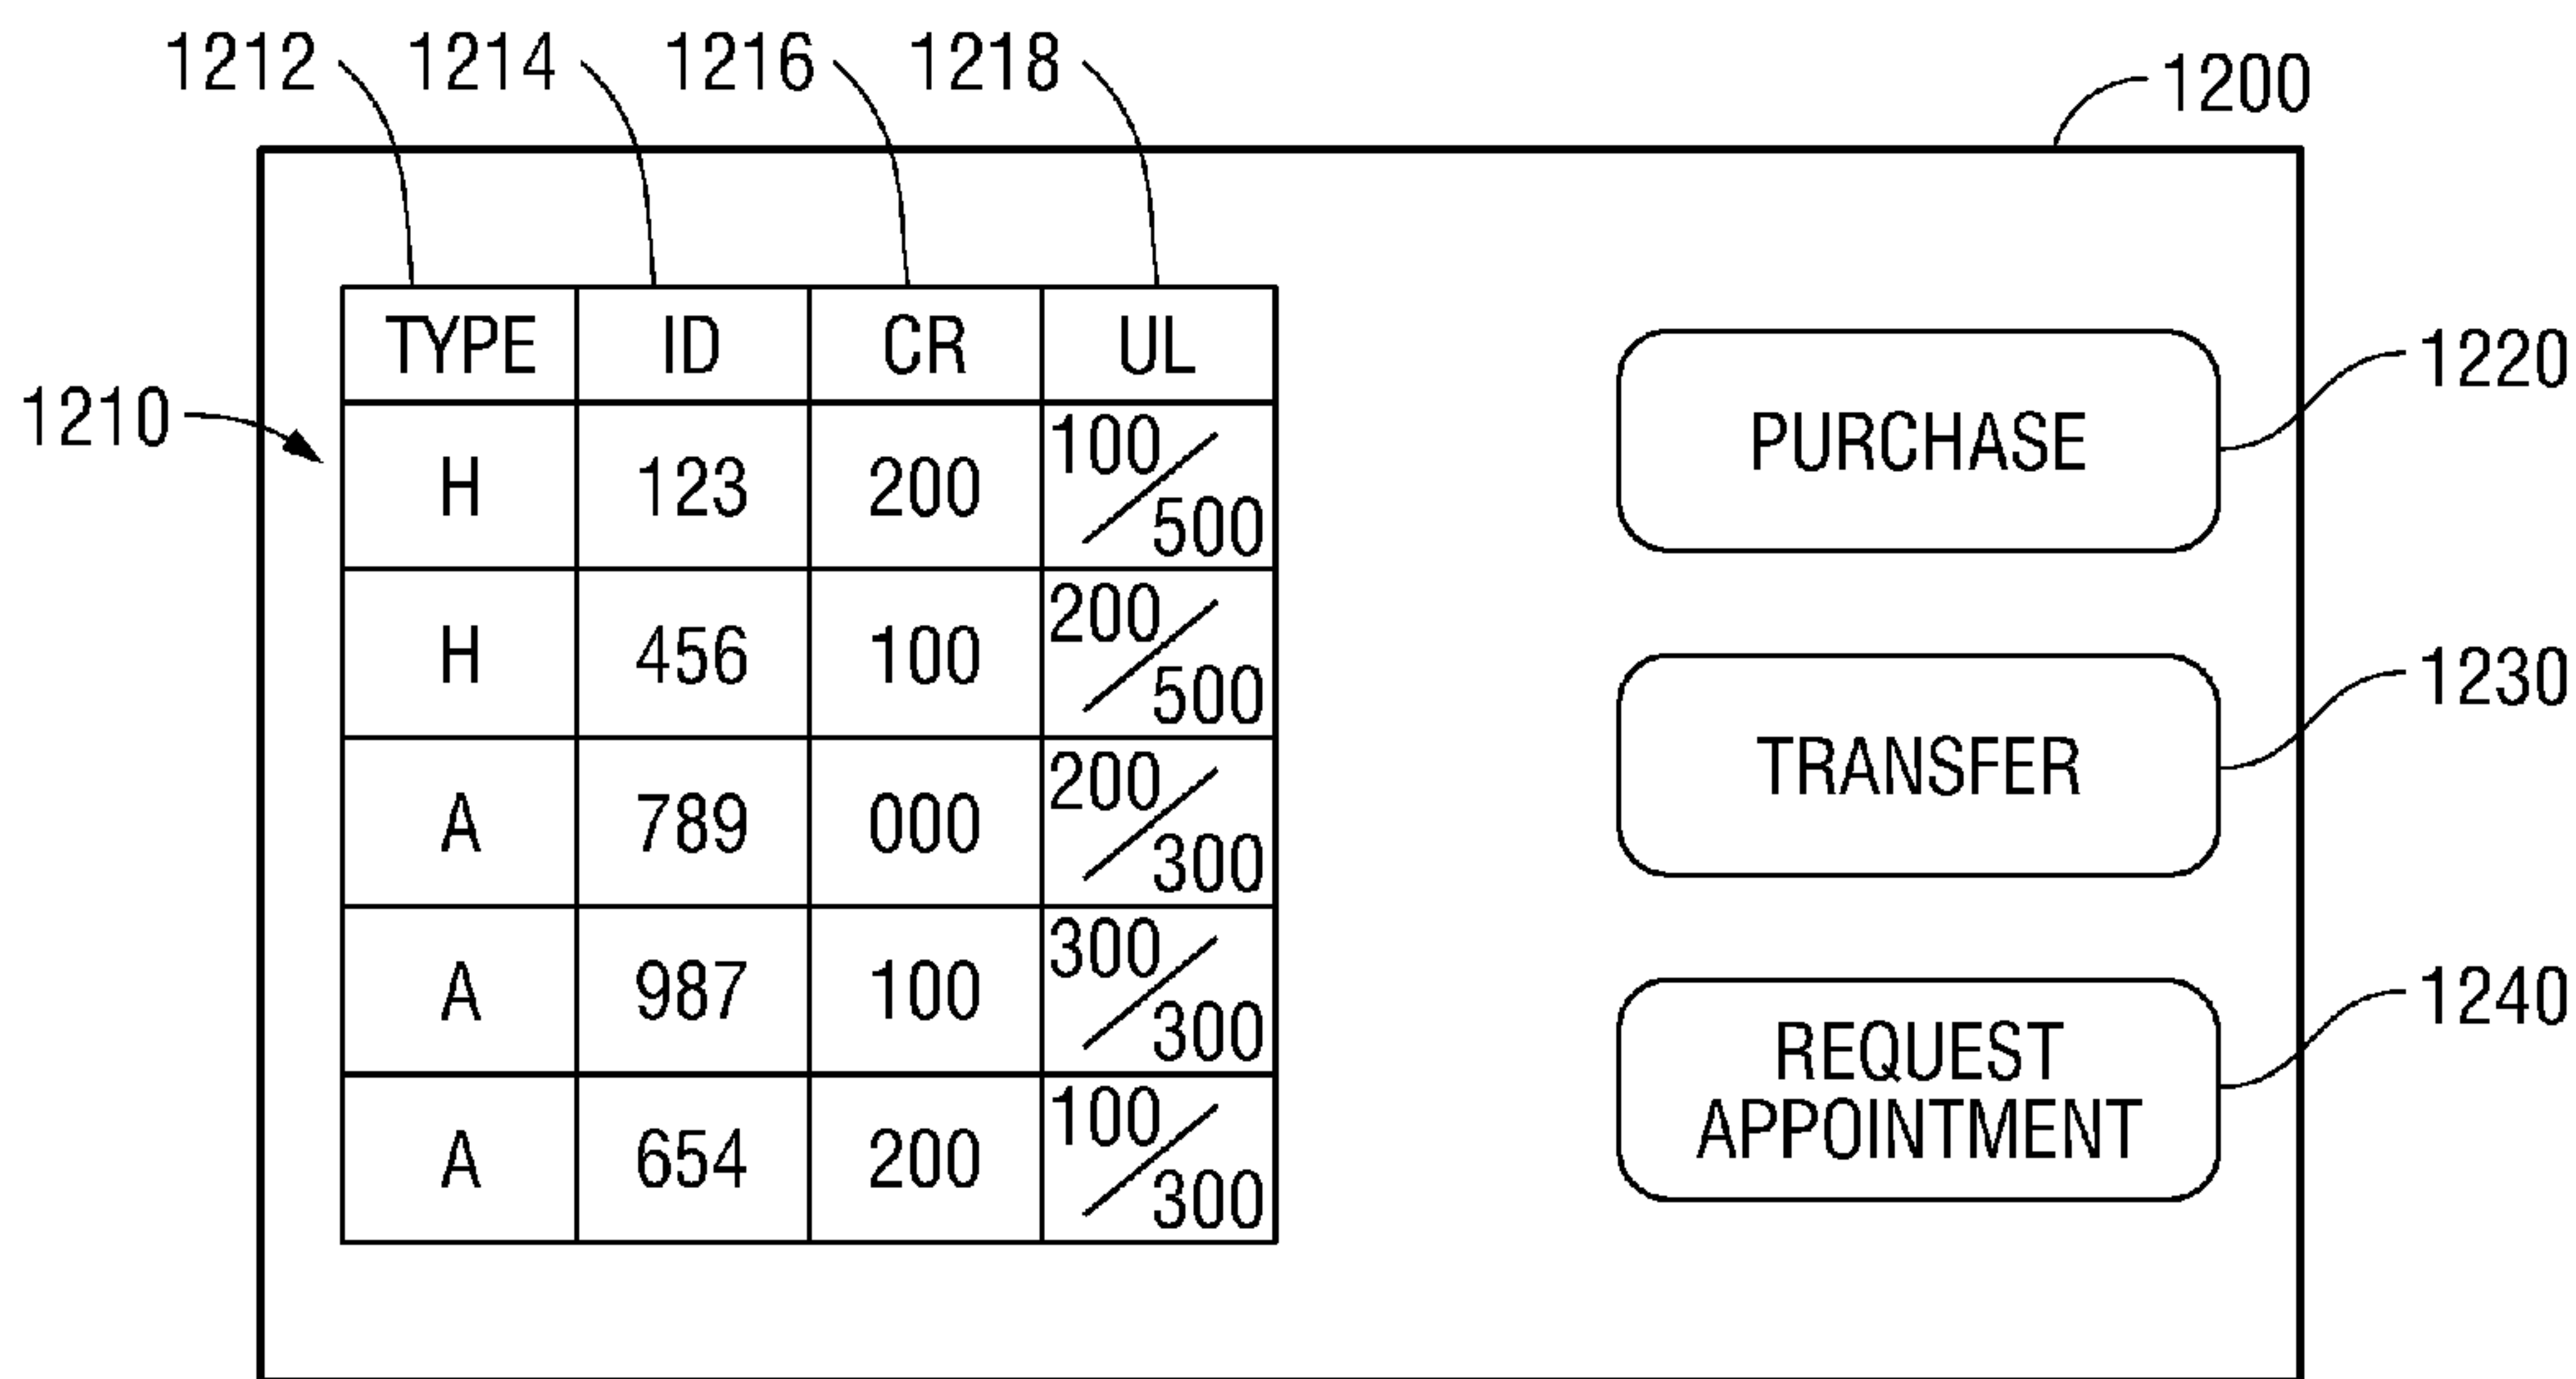 1212 1214 1216 1218 1200
TYPE ID CR UL
1210
H 123 200 100/500
H 456 100 200/500
A 789 000 200/300
A 987 100 300/300
A 654 200 100/300
PURCHASE 1220
TRANSFER 1230
REQUEST
APPOINTMENT
1240